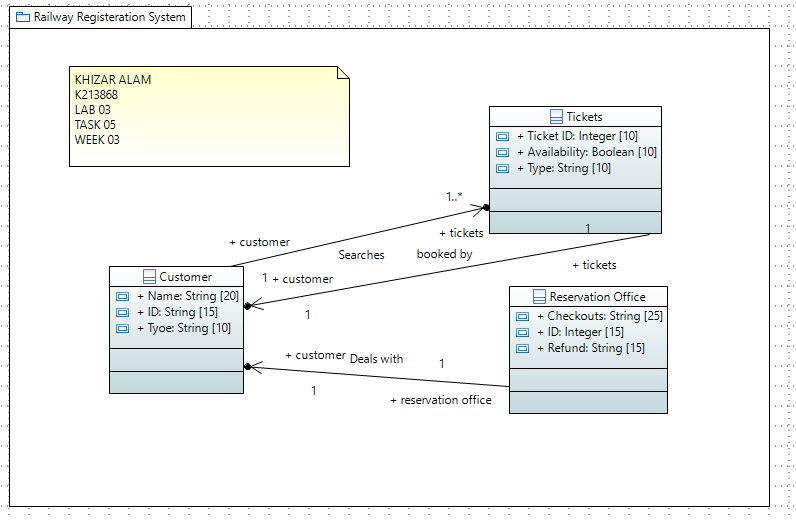 Railway Registeration System
KHIZAR ALAM
K213868
LAB 03
TASK 05
WEEK 03
Tickets
+ Ticket ID: Integer [10]
+ Availability: Boolean [10]
+ Type: String [10]
1..*
+ tickets
1
+ customer
Searches
booked by
+ tickets
Customer
1
+ customer
1
+ Name: String [20]
+ ID: String [15]
+ Tyoe: String [10]
Reservation Office
+ Checkouts: String [25]
+ ID: Integer [15]
+ Refund: String [15]
+ customer
Deals with
1
1
+ reservation office